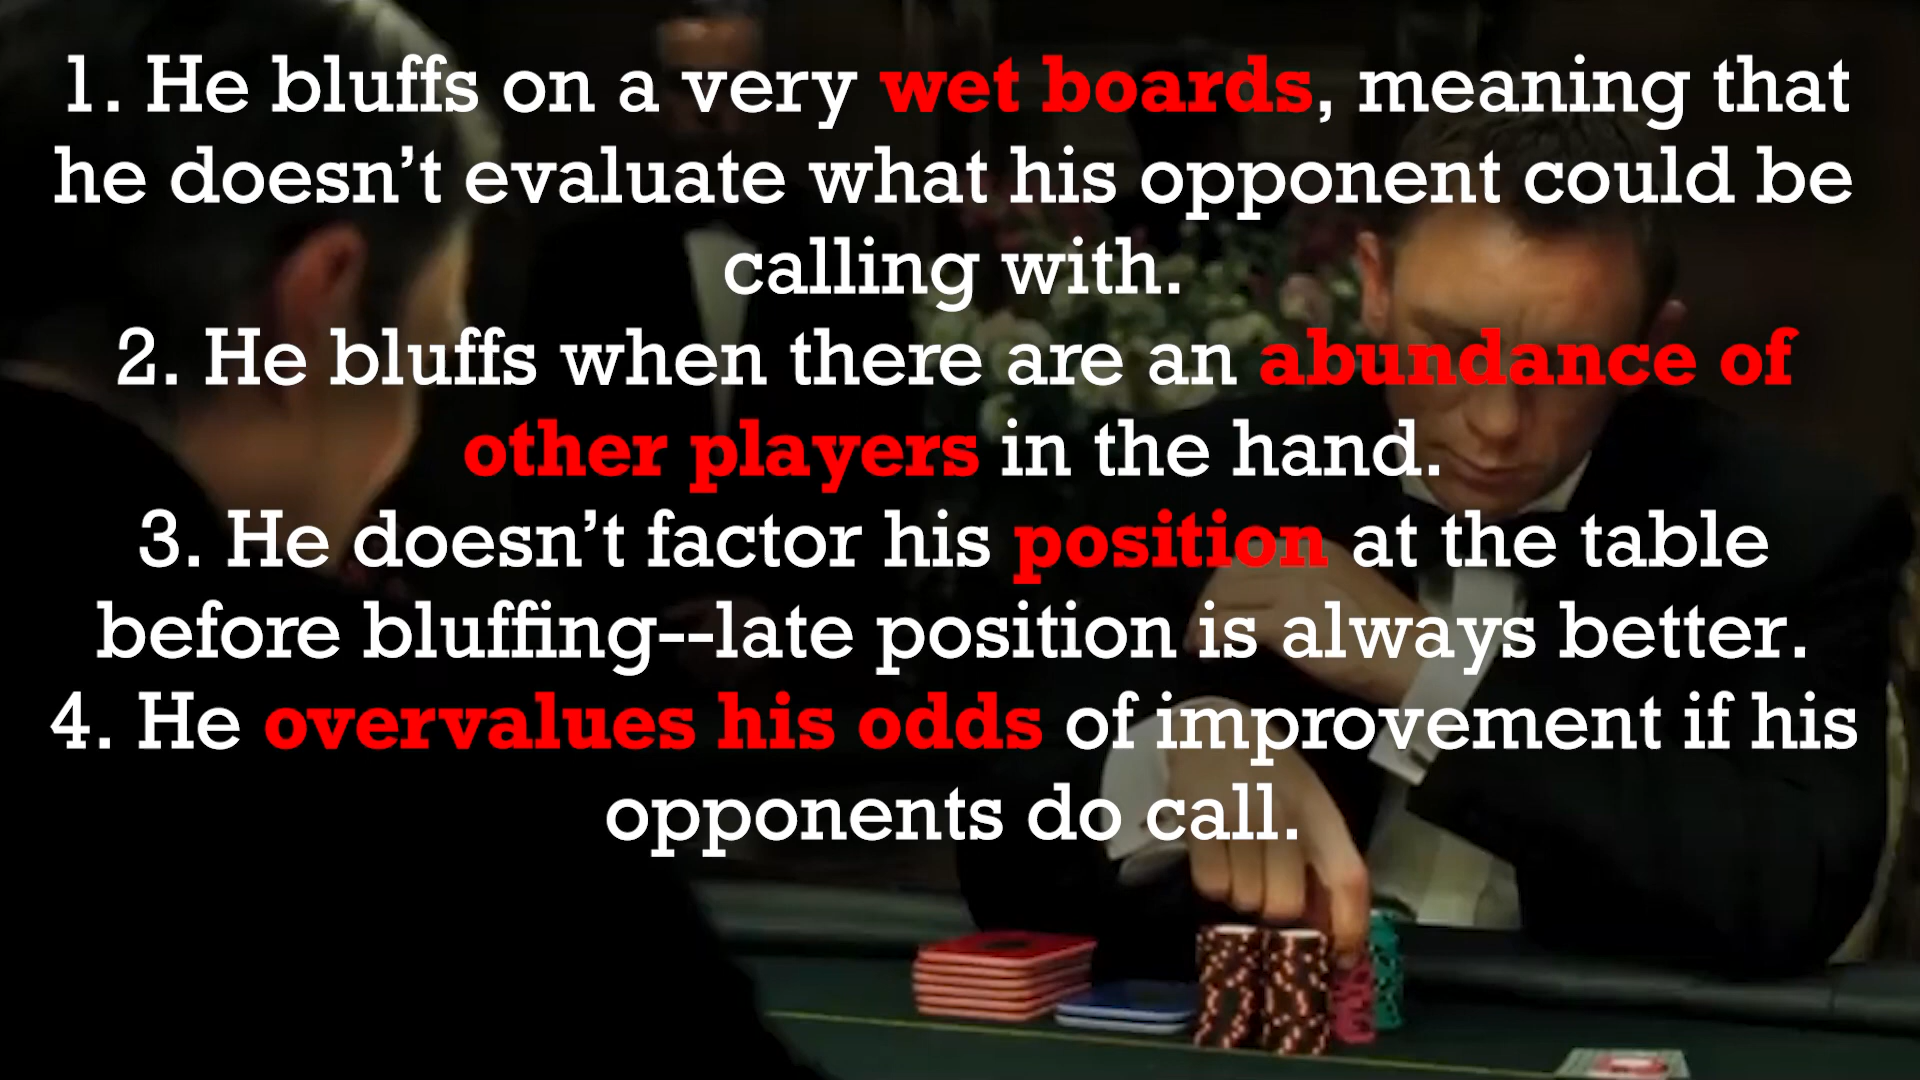 1. He bluffs on a very wet boards, meaning that
he doesn’t evaluate what his opponent could be
calling with.
2. He bluffs when there are an abundance of
other players in the hand.
3. He doesn’t factor his position at the table
before bluffing--late position is always better.
4. He overvalues his odds of improvement if his
opponents do call.